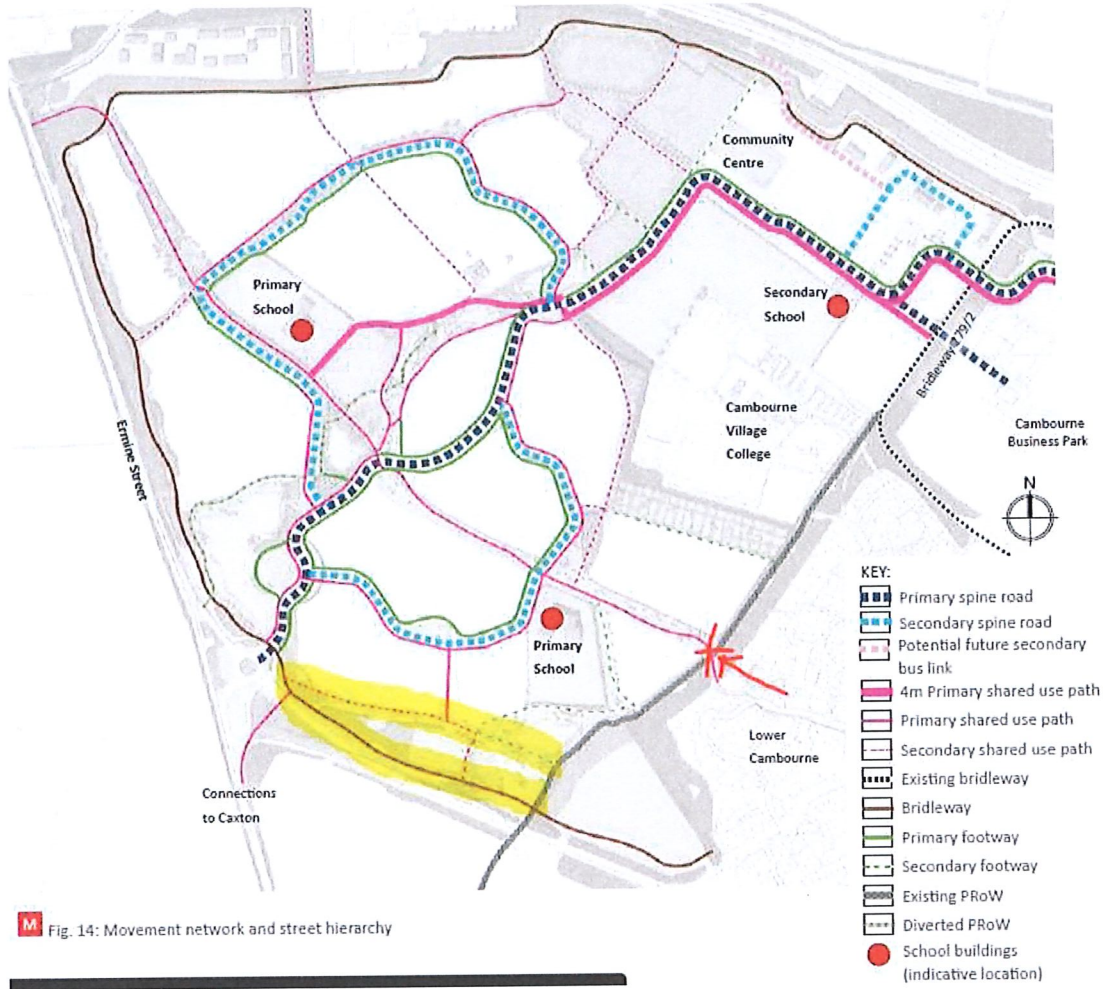 Community
Centre
Primary
School
Secondary
School
Bridleway 179/2
Cambourne
Village
College
Cambourne
Business Park
Ermine Street
N
Primary
School
Lower
Cambourne
Connections
to Caxton
KEY:
Primary spine road
Secondary spine road
Potential future secondary
bus link
4m Primary shared use path
Primary shared use path
Secondary shared use path
Existing bridleway
Bridleway
Primary footway
Secondary footway
Existing PRoW
Diverted PRoW
School buildings
(indicative location)
M Fig. 14: Movement network and street hierarchy